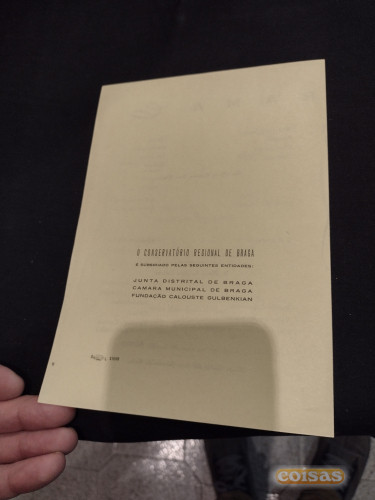 O CONSERVATÓRIO REGIONAL DE BRAGA
É SUBSIDIADO PELAS SEGUINTES ENTIDADES:
JUNTA DISTRITAL DE BRAGA
CÂMARA MUNICIPAL DE BRAGA
FUNDAÇÃO CALOUSTE GULBENKIAN
coisas